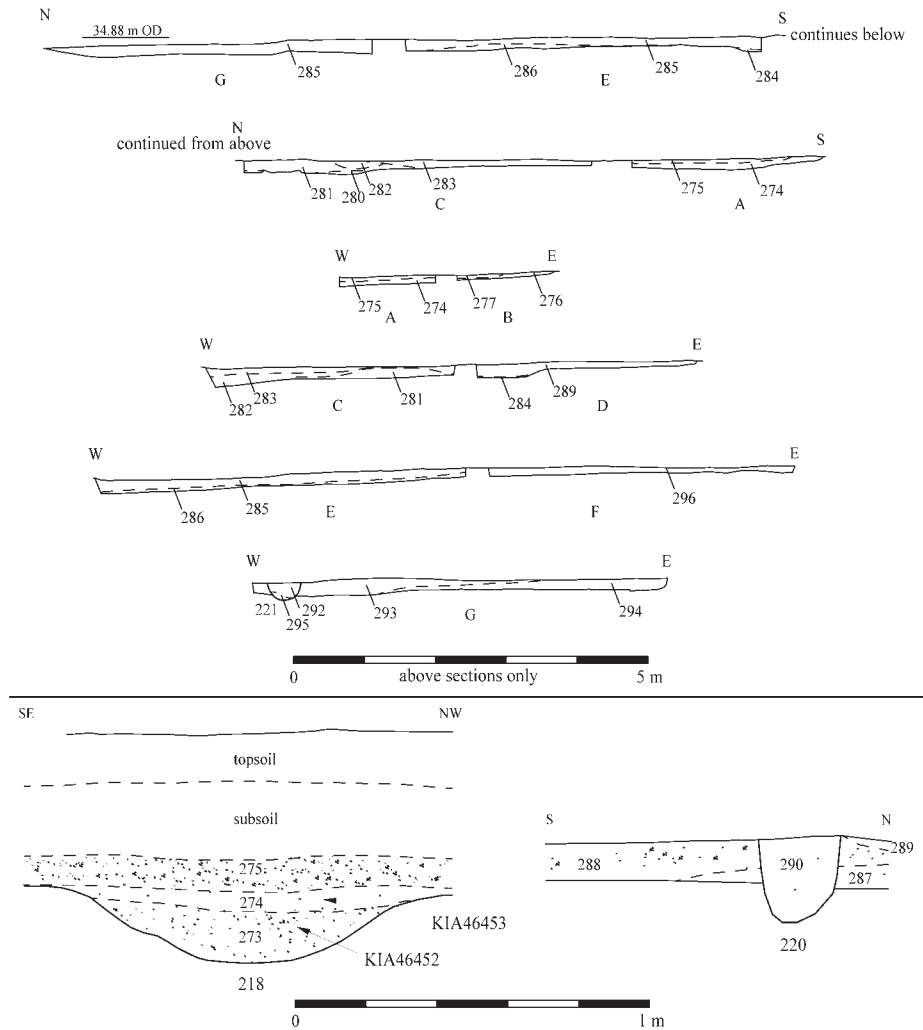 N
S
34.88 m OD
continues below
285
286
285
284
G
E
N
continued from above
S
281
280
282
283
275
274
C
A
W
E
275
274
277
276
A
B
W
E
282
283
281
284
289
C
D
W
E
286
285
296
E
F
W
E
221
292
295
293
294
G
0
above sections only
5 m
SE
NW
topsoil
subsoil
S
N
275
288
290
289
287
274
KIA46453
273
KIA46452
220
218
0
1 m